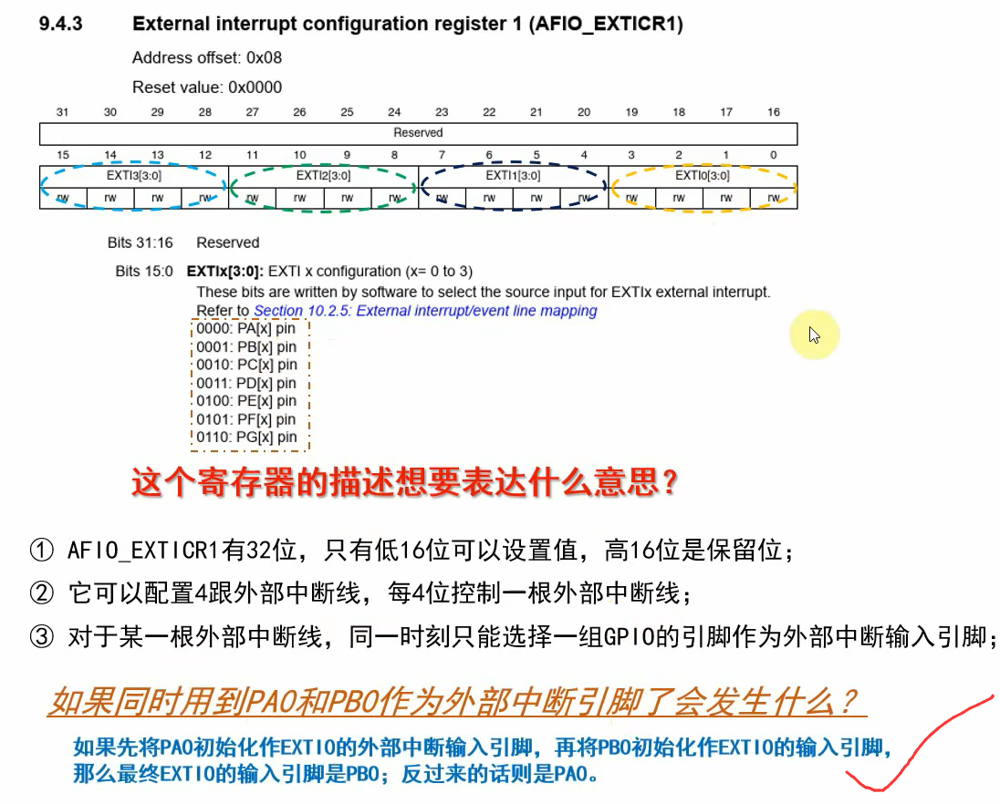 9.4.3 External interrupt configuration register 1 (AFIO_EXTICR1)
Address offset: 0x08
Reset value: 0x0000
31 30 29 28 27 26 25 24 23 22 21 20 19 18 17 16
Reserved
15 14 13 12 11 10 9 8 7 6 5 4 3 2 1 0
EXTI3[3:0] EXTI2[3:0] EXTI1[3:0] EXTI0[3:0]
rw rw rw rw rw rw rw rw rw rw rw rw rw rw rw rw
Bits 31:16 Reserved
Bits 15:0 EXTIx[3:0]: EXTI x configuration (x= 0 to 3)
These bits are written by software to select the source input for EXTIx external interrupt.
Refer to Section 10.2.5: External interrupt/event line mapping
0000: PA[x] pin
0001: PB[x] pin
0010: PC[x] pin
0011: PD[x] pin
0100: PE[x] pin
0101: PF[x] pin
0110: PG[x] pin
这个寄存器的描述想要表达什么意思？
① AFIO_EXTICR1有32位，只有低16位可以设置值，高16位是保留位；
② 它可以配置4跟外部中断线，每4位控制一根外部中断线；
③ 对于某一根外部中断线，同一时刻只能选择一组GPIO的引脚作为外部中断输入引脚；
如果同时用到PA0和PB0作为外部中断引脚了会发生什么？
如果先将PA0初始化作EXTI0的外部中断输入引脚，再将PB0初始化作EXTI0的输入引脚，
那么最终EXTI0的输入引脚是PB0；反过来的话则是PA0。